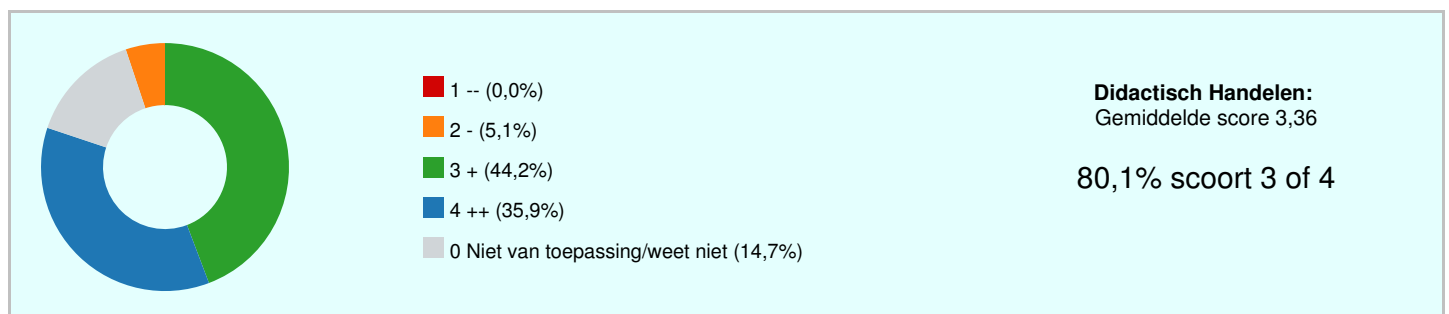 1 -- (0,0%)
2 - (5,1%)
3 + (44,2%)
4 ++ (35,9%)
0 Niet van toepassing/weet niet (14,7%)
Didactisch Handelen:
Gemiddelde score 3,36
80,1% scoort 3 of 4